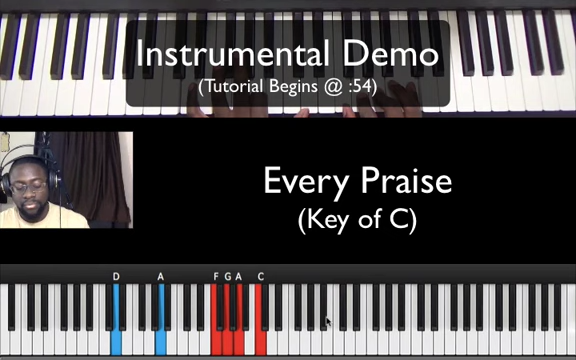 Instrumental Demo
(Tutorial Begins @ :54)
Every Praise
(Key of C)
D A F G A C